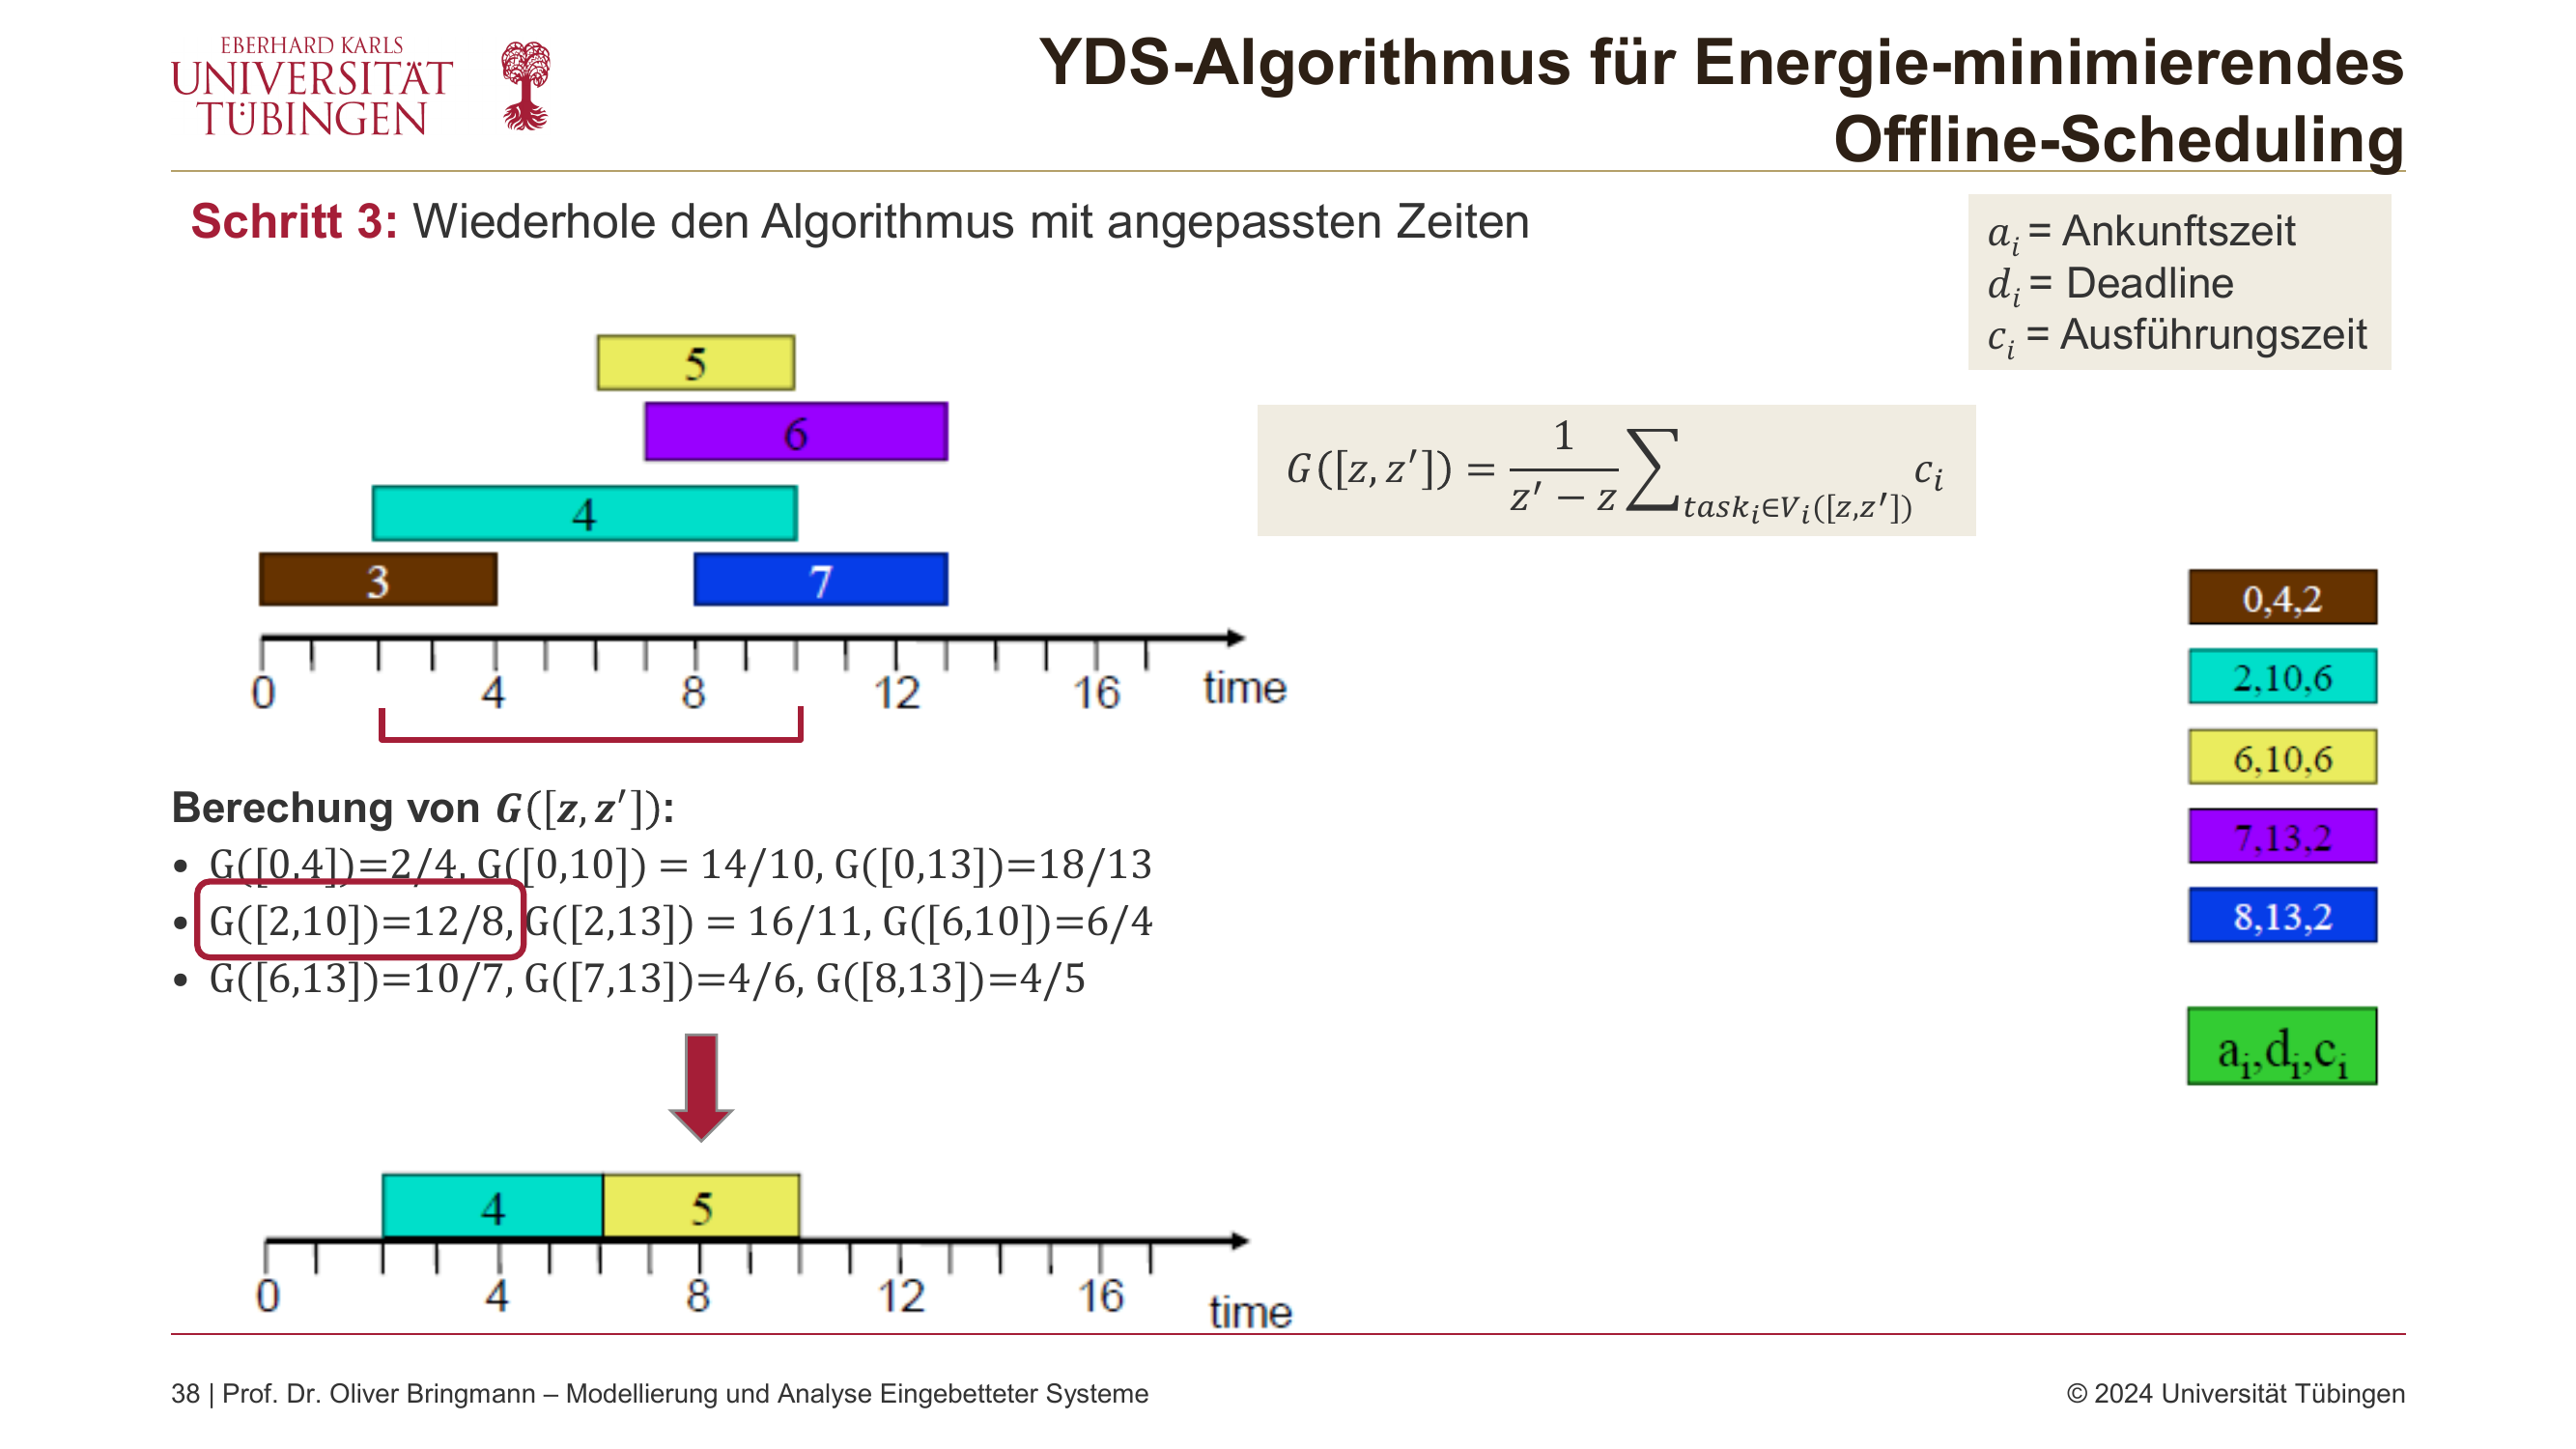 EBERHARD KARLS
UNIVERSITÄT
TÜBINGEN
YDS-Algorithmus für Energie-minimierendes
Offline-Scheduling
Schritt 3: Wiederhole den Algorithmus mit angepassten Zeiten
a_i = Ankunftszeit
d_i = Deadline
c_i = Ausführungszeit
5
6
4
3
7
0 4 8 12 16 time
G([z, z′]) = 1/(z′ − z) ∑_{task_i∈V_i([z,z′])} c_i
0,4,2
2,10,6
6,10,6
7,13,2
8,13,2
a_i,d_i,c_i
Berechung von G([z, z′]):
• G([0,4])=2/4, G([0,10]) = 14/10, G([0,13])=18/13
• G([2,10])=12/8, G([2,13]) = 16/11, G([6,10])=6/4
• G([6,13])=10/7, G([7,13])=4/6, G([8,13])=4/5
4 5
0 4 8 12 16 time
38 | Prof. Dr. Oliver Bringmann – Modellierung und Analyse Eingebetteter Systeme
© 2024 Universität Tübingen